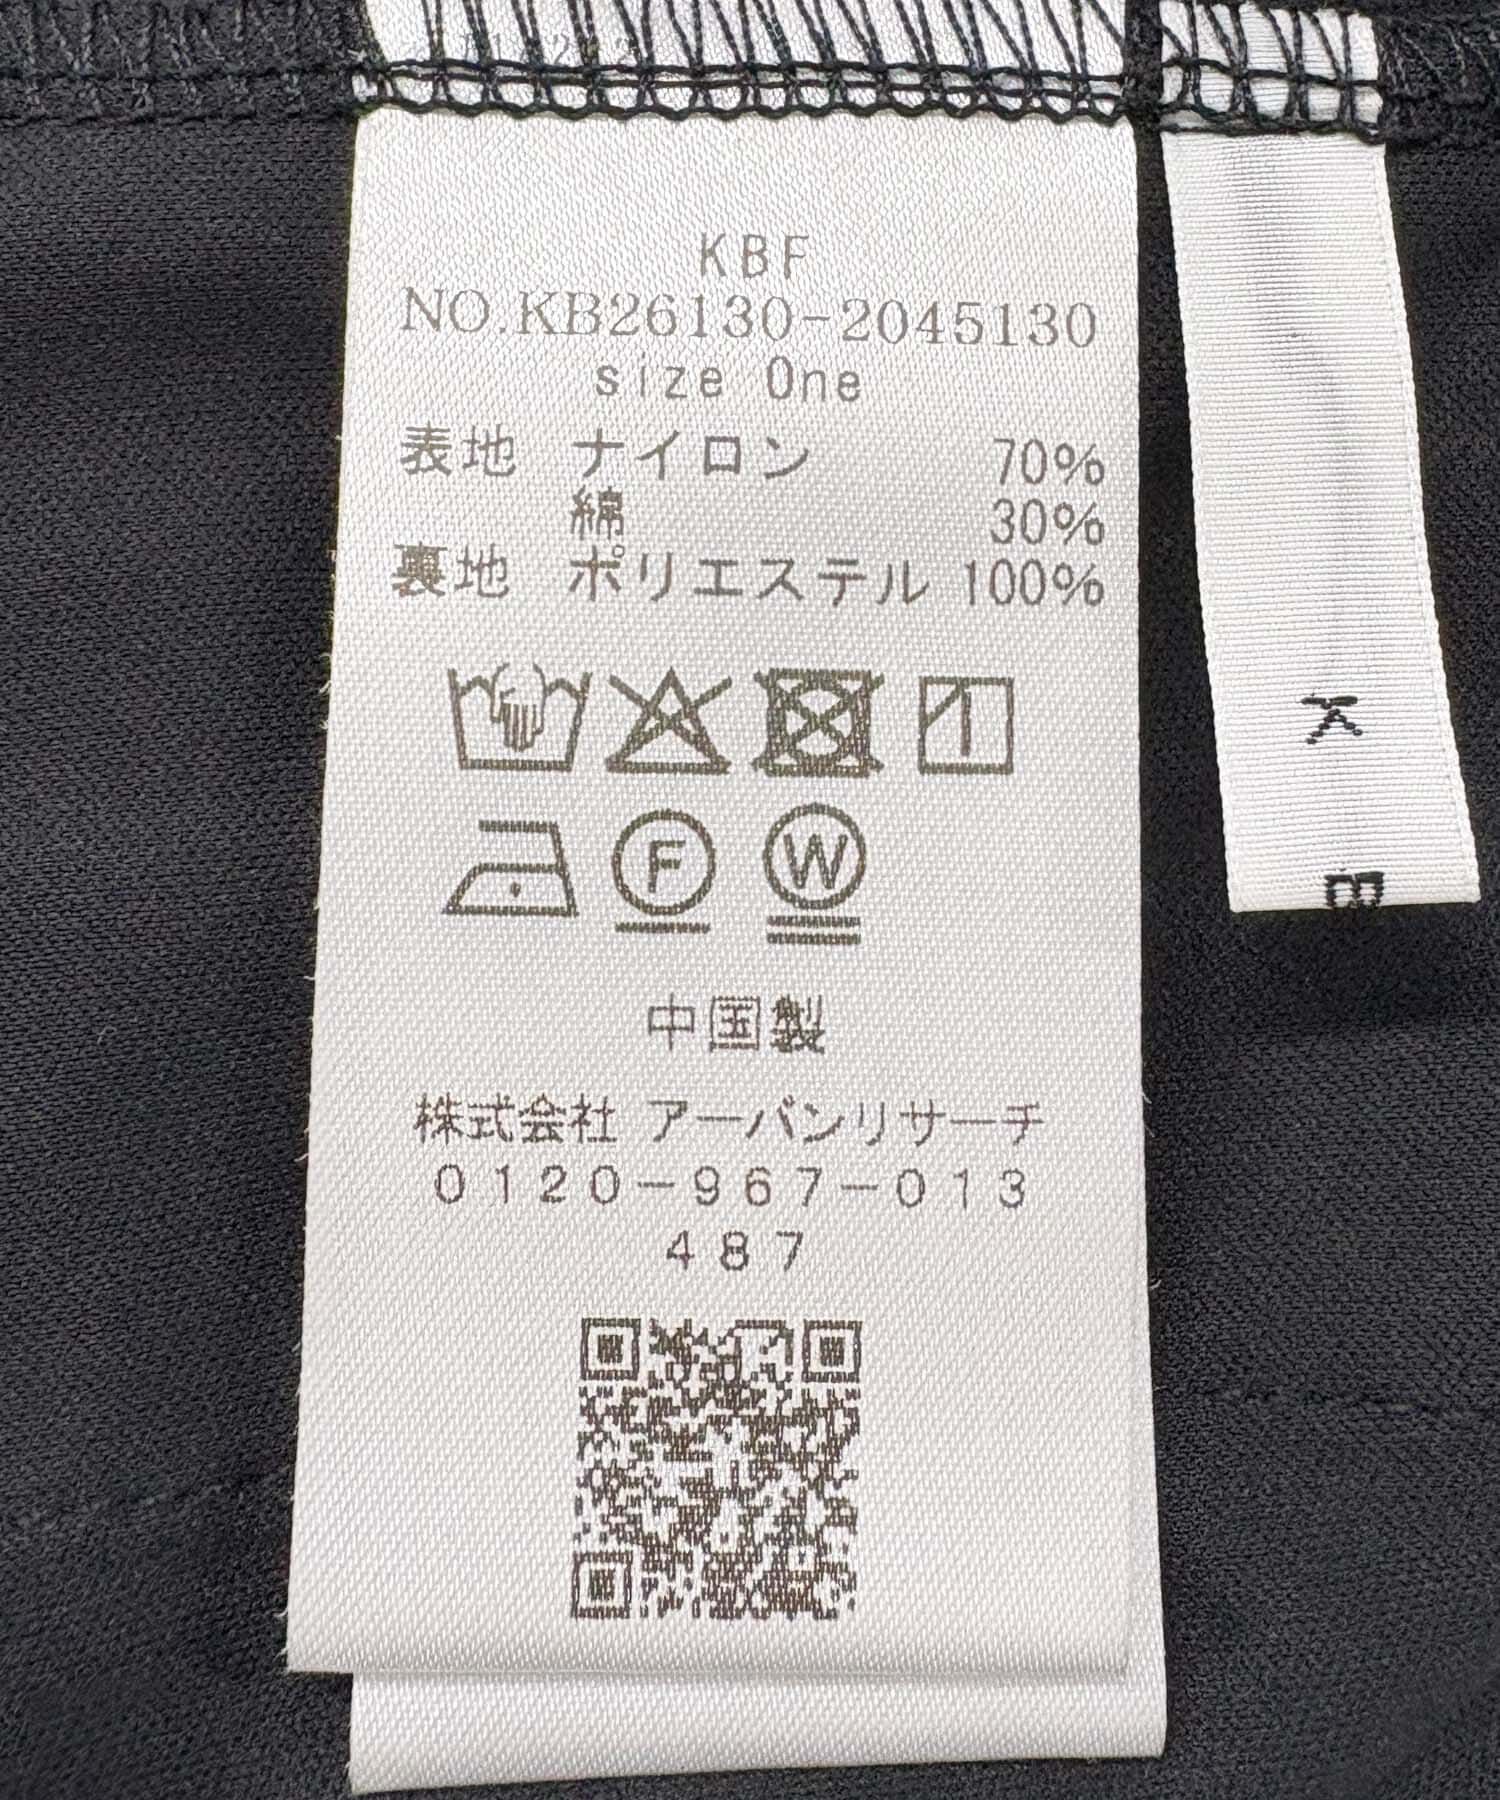 KBF
NO.KB26130-2045130
size One
表地 ナイロン 70%
綿 30%
裏地 ポリエステル 100%
F
W
中国製
株式会社 アーバンリサーチ
0120-967-013
487
K
B